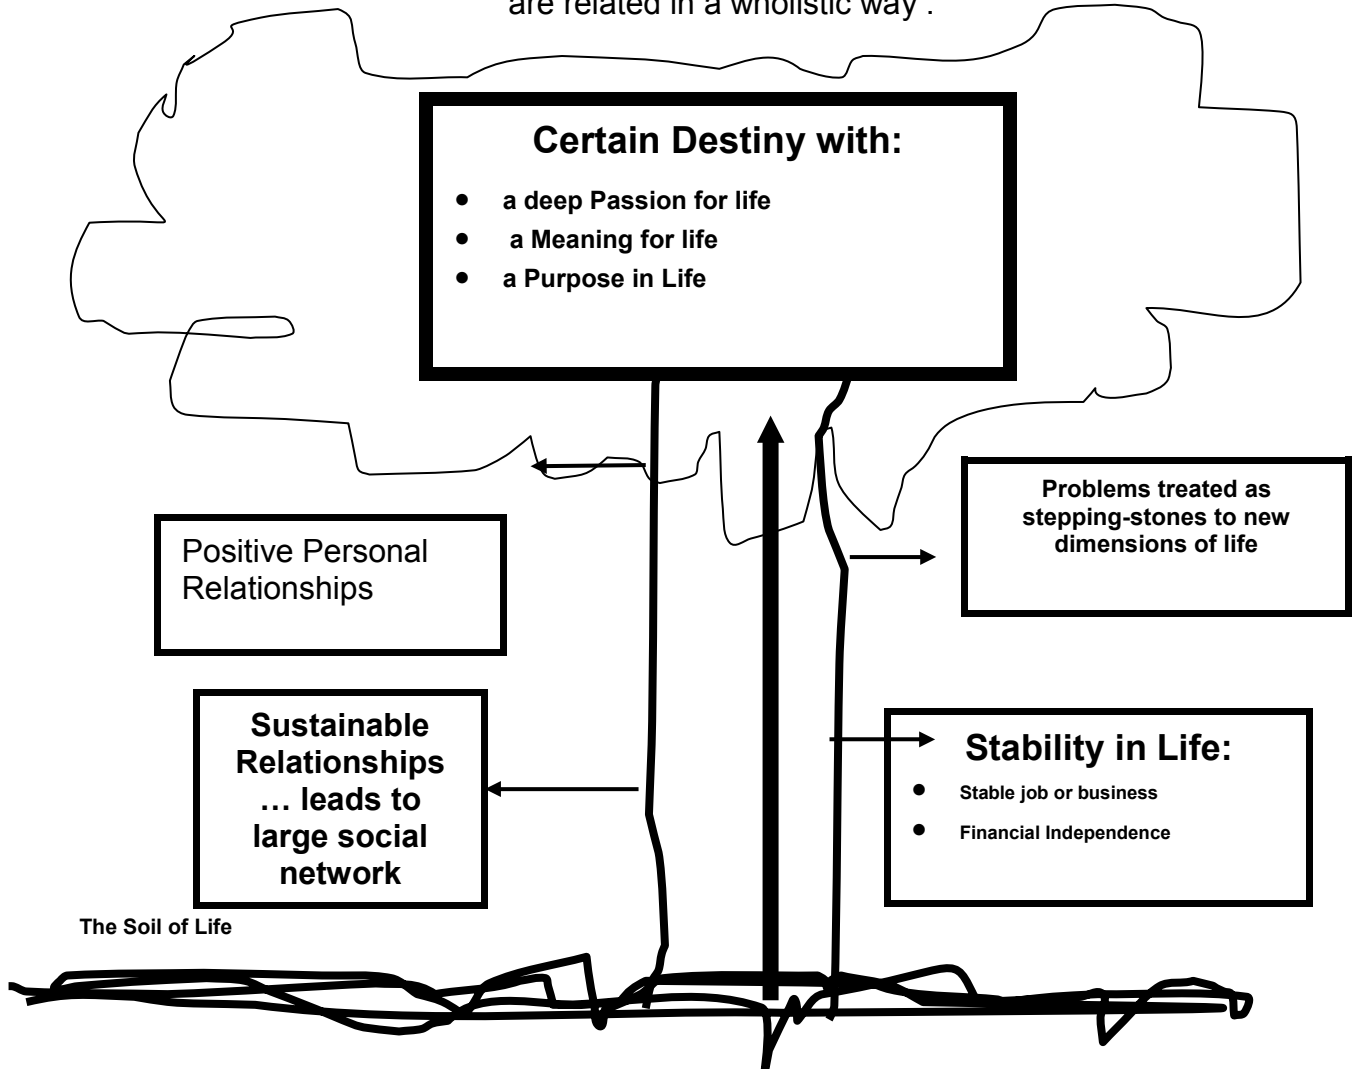 are related in a wholistic way .
Certain Destiny with:
● a deep Passion for life
● a Meaning for life
● a Purpose in Life
Problems treated as
stepping-stones to new
dimensions of life
Positive Personal
Relationships
Sustainable
Relationships
… leads to
large social
network
Stability in Life:
● Stable job or business
● Financial Independence
The Soil of Life